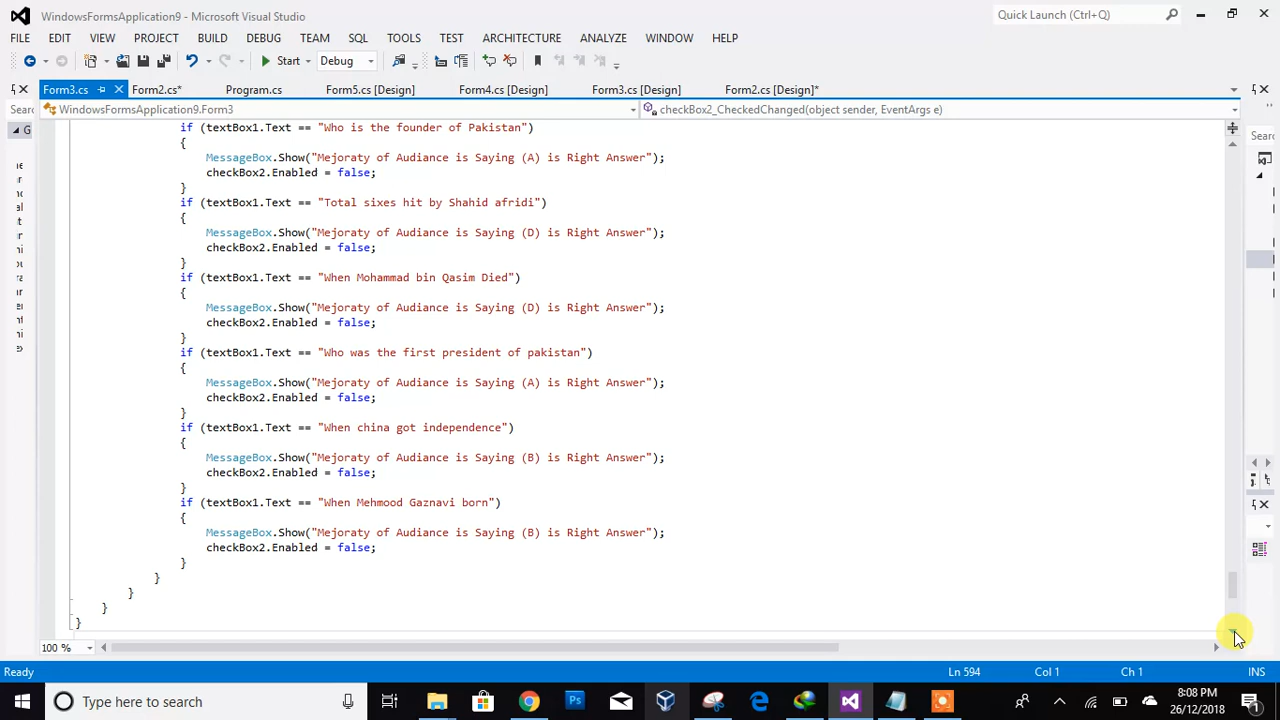 WindowsFormsApplication9 - Microsoft Visual Studio
Quick Launch (Ctrl+Q)
FILE EDIT VIEW PROJECT BUILD DEBUG TEAM SQL TOOLS TEST ARCHITECTURE ANALYZE WINDOW HELP
Start Debug
Form3.cs Form2.cs* Program.cs Form5.cs [Design] Form4.cs [Design] Form3.cs [Design] Form2.cs [Design]*
WindowsFormsApplication9.Form3 checkBox2_CheckedChanged(object sender, EventArgs e)
if (textBox1.Text == "Who is the founder of Pakistan")
{
MessageBox.Show("Mejoraty of Audiance is Saying (A) is Right Answer");
checkBox2.Enabled = false;
}
if (textBox1.Text == "Total sixes hit by Shahid afridi")
{
MessageBox.Show("Mejoraty of Audiance is Saying (D) is Right Answer");
checkBox2.Enabled = false;
}
if (textBox1.Text == "When Mohammad bin Qasim Died")
{
MessageBox.Show("Mejoraty of Audiance is Saying (D) is Right Answer");
checkBox2.Enabled = false;
}
if (textBox1.Text == "Who was the first president of pakistan")
{
MessageBox.Show("Mejoraty of Audiance is Saying (A) is Right Answer");
checkBox2.Enabled = false;
}
if (textBox1.Text == "When china got independence")
{
MessageBox.Show("Mejoraty of Audiance is Saying (B) is Right Answer");
checkBox2.Enabled = false;
}
if (textBox1.Text == "When Mehmood Gaznavi born")
{
MessageBox.Show("Mejoraty of Audiance is Saying (B) is Right Answer");
checkBox2.Enabled = false;
}
}
}
}
}
100 %
Ready Ln 594 Col 1 Ch 1 INS
Type here to search
8:08 PM
26/12/2018